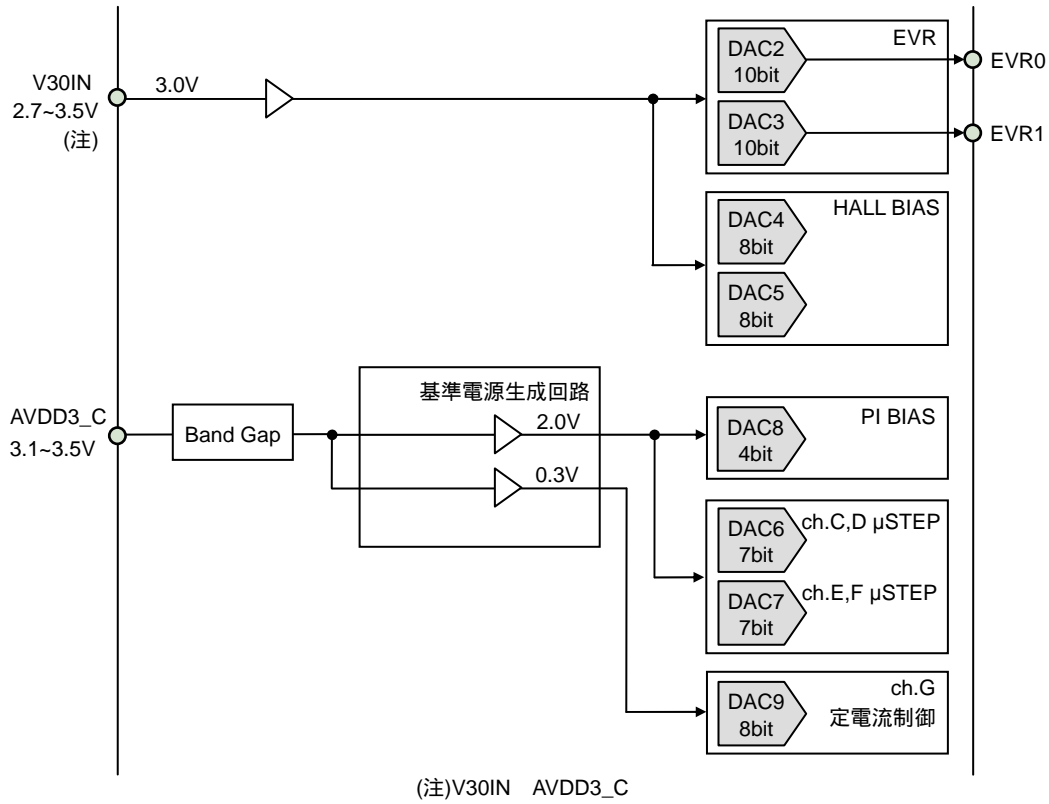 V30IN
2.7~3.5V
(注)
3.0V
EVR
DAC2
10bit
DAC3
10bit
EVR0
EVR1
HALL BIAS
DAC4
8bit
DAC5
8bit
AVDD3_C
3.1~3.5V
Band Gap
基準電源生成回路
2.0V
0.3V
PI BIAS
DAC8
4bit
ch.C,D μSTEP
DAC6
7bit
ch.E,F μSTEP
DAC7
7bit
ch.G
定電流制御
DAC9
8bit
(注)V30IN AVDD3_C